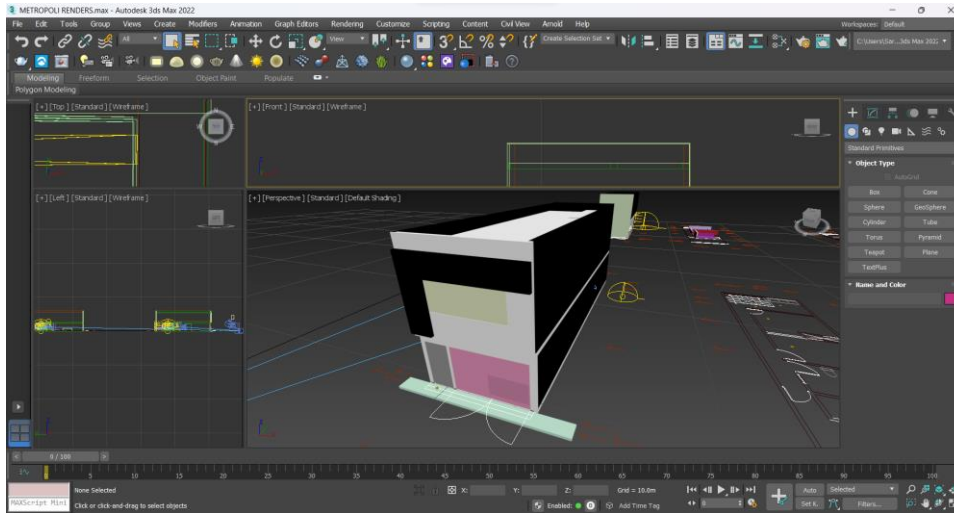 METROPOLI RENDERS.max - Autodesk 3ds Max 2022
File Edit Tools Group Views Create Modifiers Animation Graph Editors Rendering Customize Scripting Content Civil View Arnold Help
Workspaces: Default
All
View
Create Selection Set
Modeling Freeform Selection Object Paint Populate
Polygon Modeling
[+] [Top] [Standard] [Wireframe]
[+] [Front] [Standard] [Wireframe]
[+] [Left] [Standard] [Wireframe]
[+] [Perspective] [Standard] [Default Shading]
Standard Primitives
Object Type
AutoGrid
Box Cone
Sphere GeoSphere
Cylinder Tube
Torus Pyramid
Teapot Plane
TextPlus
Name and Color
0 / 100
5 10 15 20 25 30 35 40 45 50 55 60 65 70 75 80 85 90 95 100
None Selected
X: Y: Z: Grid = 10.0m
Auto Selected
MAXScript Mini
Click or click-and-drag to select objects
Enabled: Add Time Tag
0
Set K. Filters...